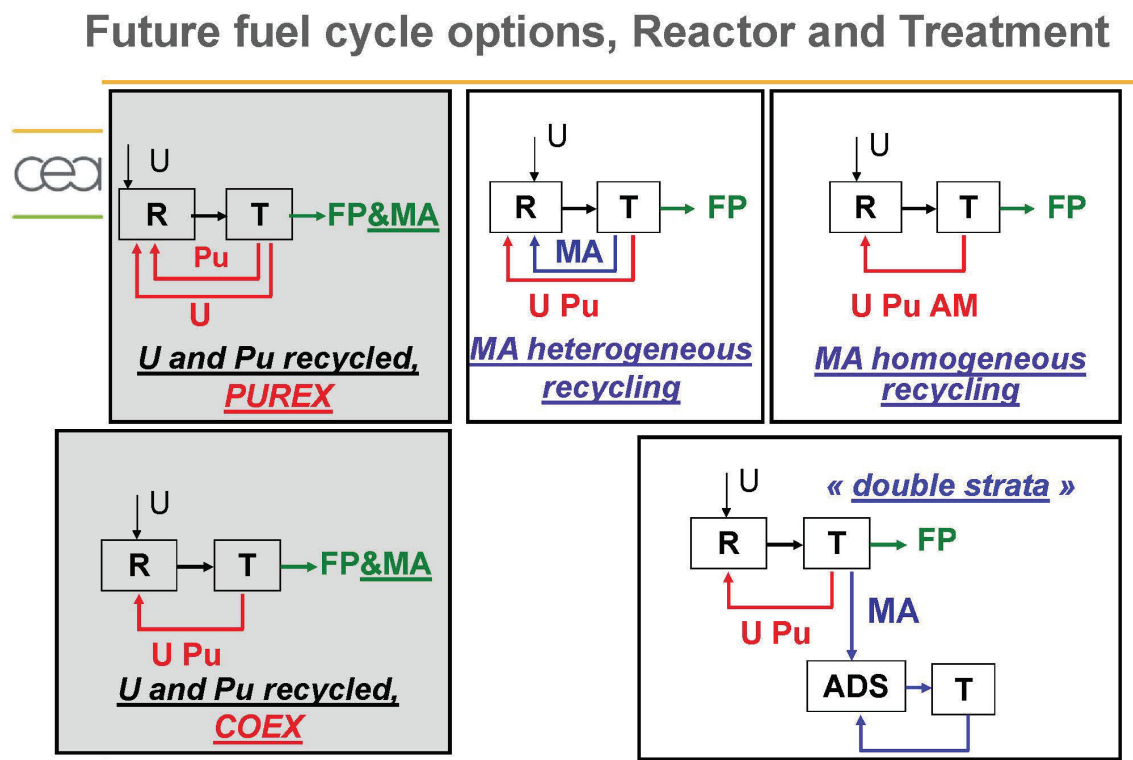 Future fuel cycle options, Reactor and Treatment
cea
U
R
T
FP&MA
Pu
U
U and Pu recycled,
PUREX
U
R
T
FP
MA
U Pu
MA heterogeneous
recycling
U
R
T
FP
U Pu AM
MA homogeneous
recycling
U
R
T
FP&MA
U Pu
U and Pu recycled,
COEX
« double strata »
U
R
T
FP
U Pu
MA
ADS
T